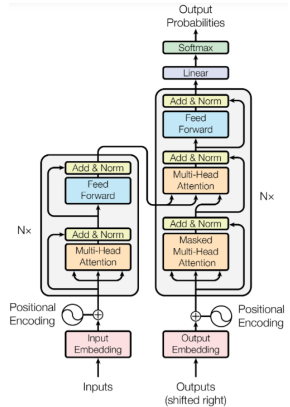 Output
Probabilities
Softmax
Linear
Add & Norm
Feed
Forward
Add & Norm
Multi-Head
Attention
Add & Norm
Masked
Multi-Head
Attention
N×
Add & Norm
Feed
Forward
N×
Add & Norm
Multi-Head
Attention
Positional
Encoding
Positional
Encoding
Input
Embedding
Output
Embedding
Inputs
Outputs
(shifted right)